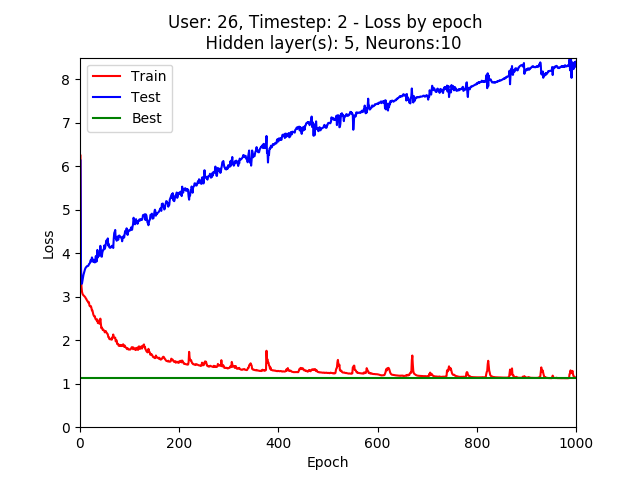 User: 26, Timestep: 2 - Loss by epoch
Hidden layer(s): 5, Neurons:10
Train
Test
Best
8
7
6
5
4
3
2
1
0
Loss
0 200 400 600 800 1000
Epoch